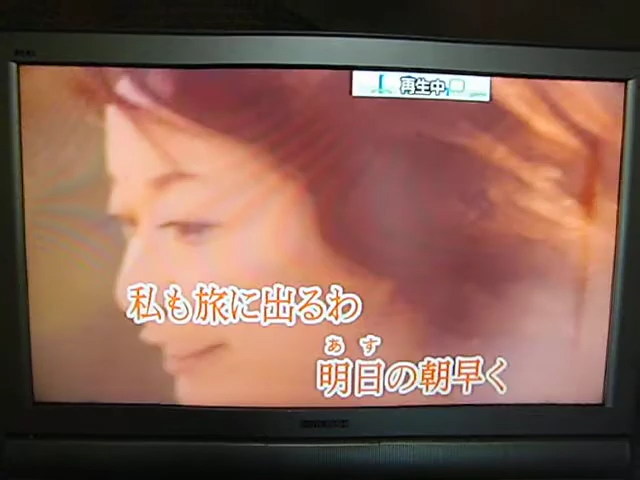 再生中
私も旅に出るわ
あす
明日の朝早く